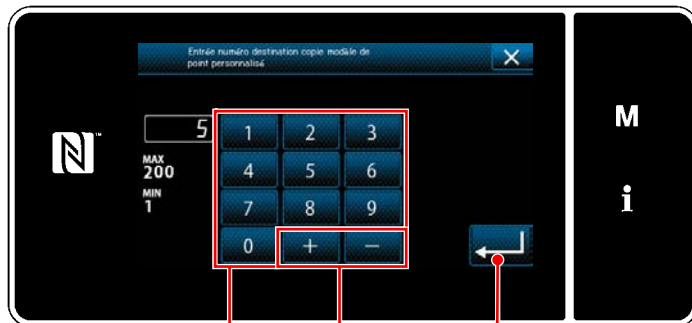 Entrée numéro destination copie modèle de
point personnalisé
5
MAX
200
MIN
1
1 2 3
4 5 6
7 8 9
0 + −
M
i
N